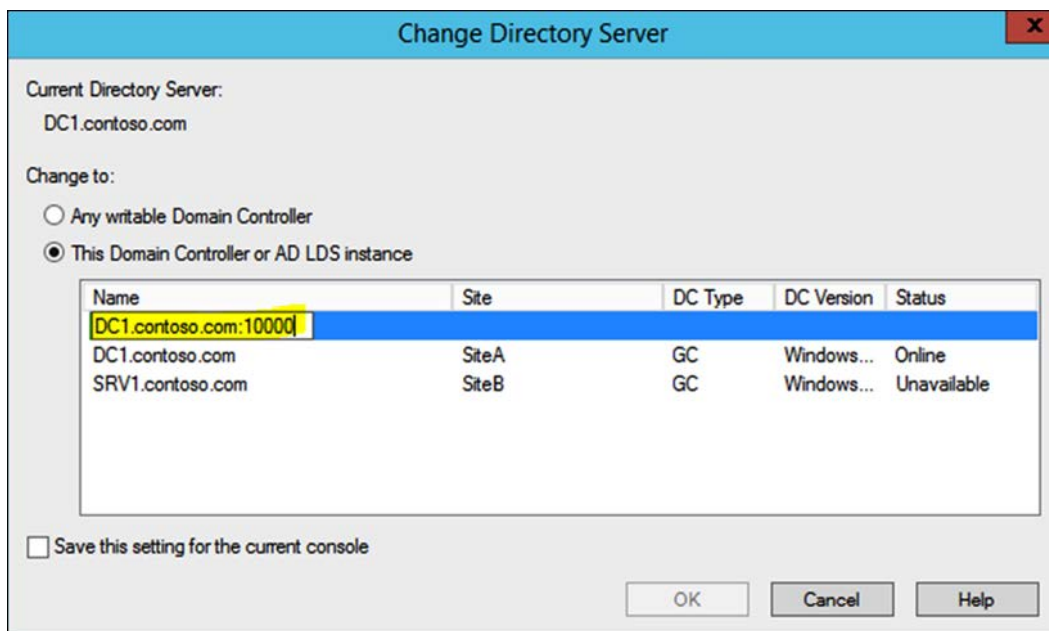 Change Directory Server
x
Current Directory Server:
DC1.contoso.com
Change to:
Any writable Domain Controller
This Domain Controller or AD LDS instance
Name Site DC Type DC Version Status
DC1.contoso.com:10000
DC1.contoso.com SiteA GC Windows... Online
SRV1.contoso.com SiteB GC Windows... Unavailable
Save this setting for the current console
OK Cancel Help